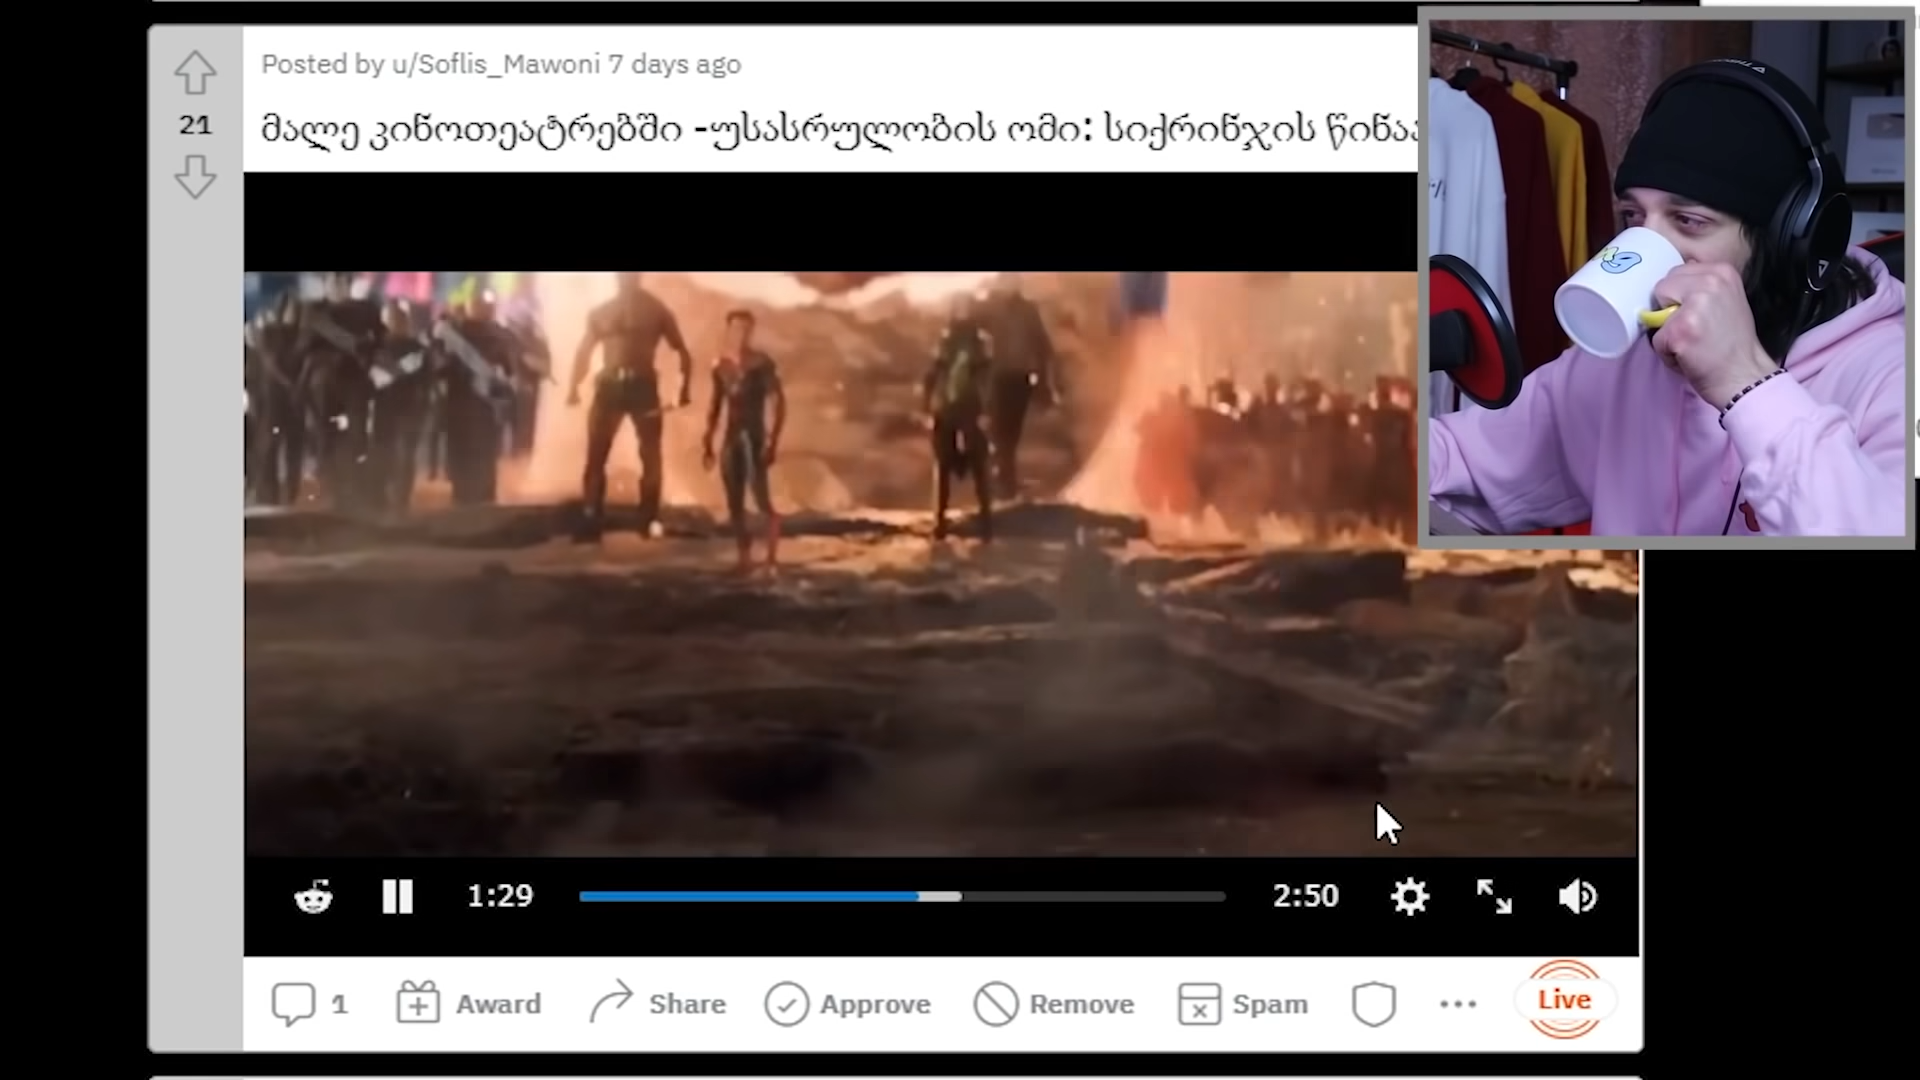 Posted by u/Soflis_Mawoni 7 days ago
21
მალე კინოთეატრებში -უსასრულობის ომი: სიქრინჯის
1:29
2:50
1
Award
Share
Approve
Remove
Spam
Live